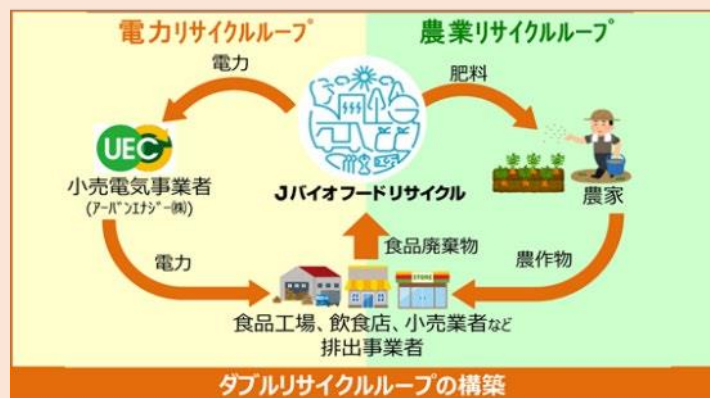 電力リサイクルループ
農業リサイクルループ
電力
肥料
UEC
小売電気事業者
(アーバンエナジー㈱)
Jバイオフードリサイクル
農家
電力
食品廃棄物
農作物
STORE
食品工場、飲食店、小売業者など
排出事業者
ダブルリサイクルループの構築